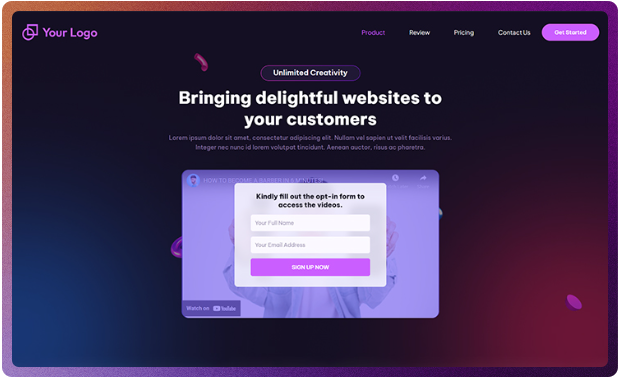 Your Logo
Product
Review
Pricing
Contact Us
Get Started
Unlimited Creativity
Bringing delightful websites to
your customers
Lorem ipsum dolor sit amet, consectetur adipiscing elit. Nullam vel sapien ut velit facilisis varius.
Integer nec nunc id lorem volutpat tincidunt. Aenean auctor, risus ac pharetra.
HOW TO BECOME A BARBER IN 8 MINUTES
Kindly fill out the opt-in form to
access the videos.
Your Full Name
Your Email Address
SIGN UP NOW
Watch on YouTube